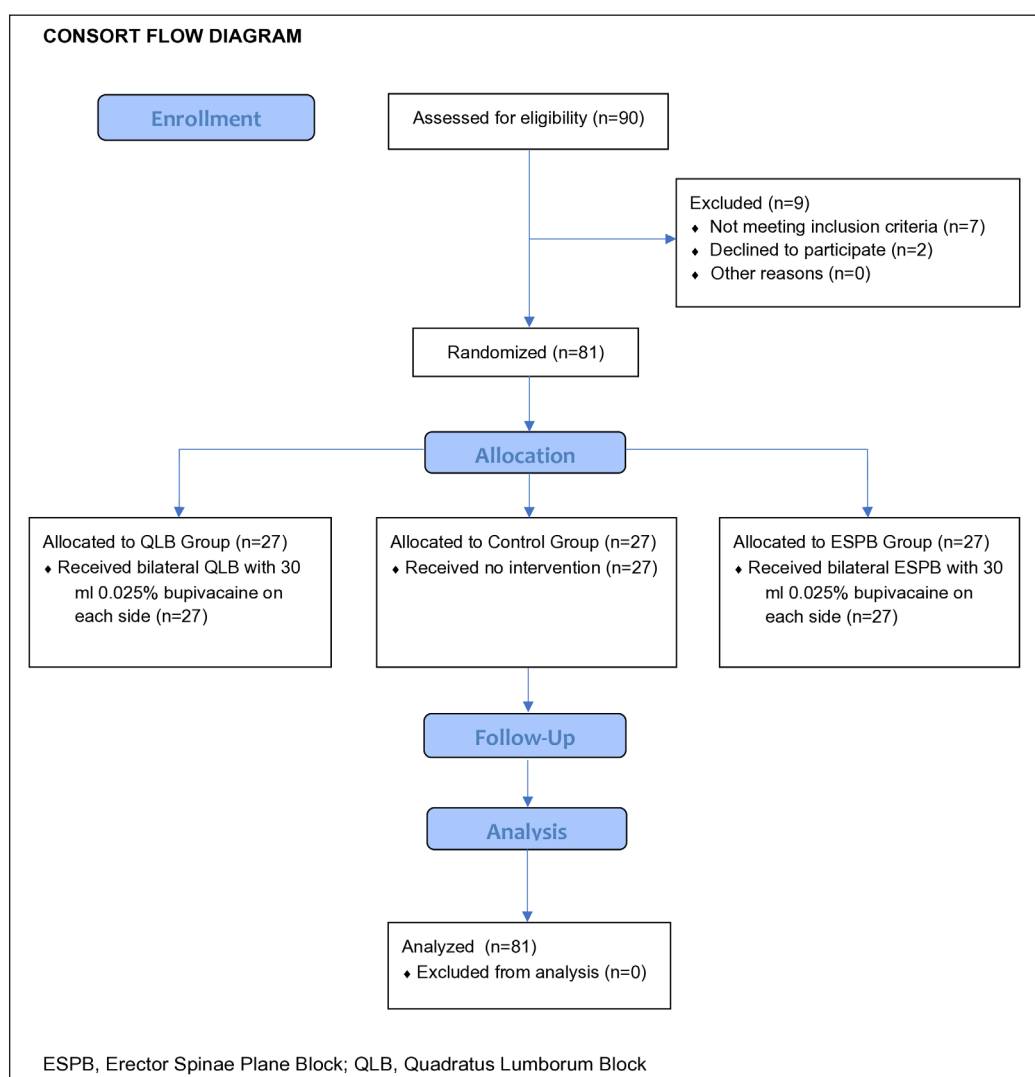 CONSORT FLOW DIAGRAM
Enrollment
Assessed for eligibility (n=90)
Excluded (n=9)
♦ Not meeting inclusion criteria (n=7)
♦ Declined to participate (n=2)
♦ Other reasons (n=0)
Randomized (n=81)
Allocation
Allocated to QLB Group (n=27)
♦ Received bilateral QLB with 30
ml 0.025% bupivacaine on
each side (n=27)
Allocated to Control Group (n=27)
♦ Received no intervention (n=27)
Allocated to ESPB Group (n=27)
♦ Received bilateral ESPB with 30
ml 0.025% bupivacaine on
each side (n=27)
Follow-Up
Analysis
Analyzed (n=81)
♦ Excluded from analysis (n=0)
ESPB, Erector Spinae Plane Block; QLB, Quadratus Lumborum Block